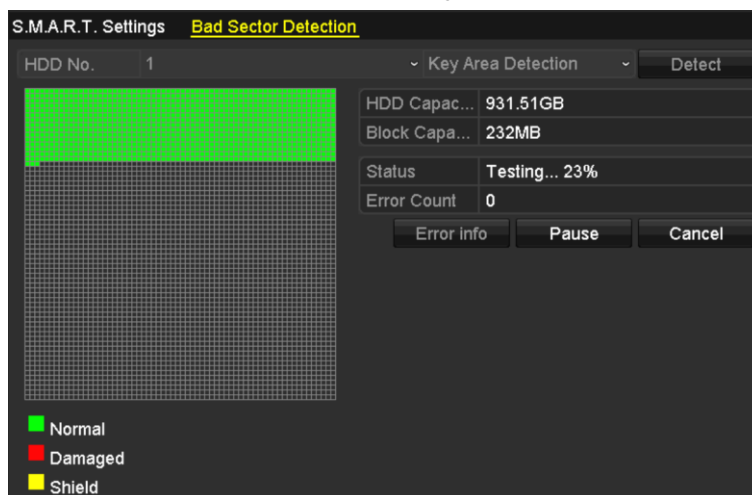 S.M.A.R.T. Settings Bad Sector Detection
HDD No. 1 Key Area Detection Detect
HDD Capac... 931.51GB
Block Capa... 232MB
Status Testing... 23%
Error Count 0
Error info Pause Cancel
Normal
Damaged
Shield